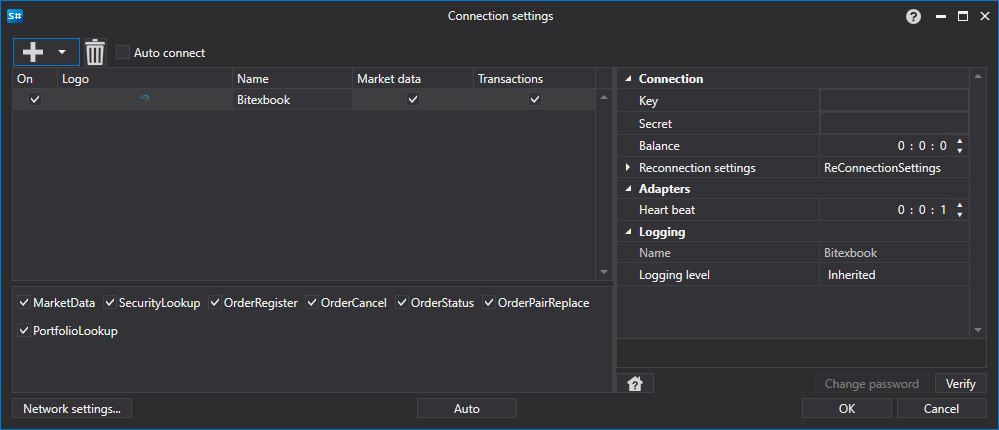 S# Connection settings ?
Auto connect
On Logo Name Market data Transactions
Bitexbook
MarketData SecurityLookup OrderRegister OrderCancel OrderStatus OrderPairReplace
PortfolioLookup
Connection
Key
Secret
Balance 0 : 0 : 0
Reconnection settings ReConnectionSettings
Adapters
Heart beat 0 : 0 : 1
Logging
Name Bitexbook
Logging level Inherited
? Change password Verify
Network settings... Auto OK Cancel